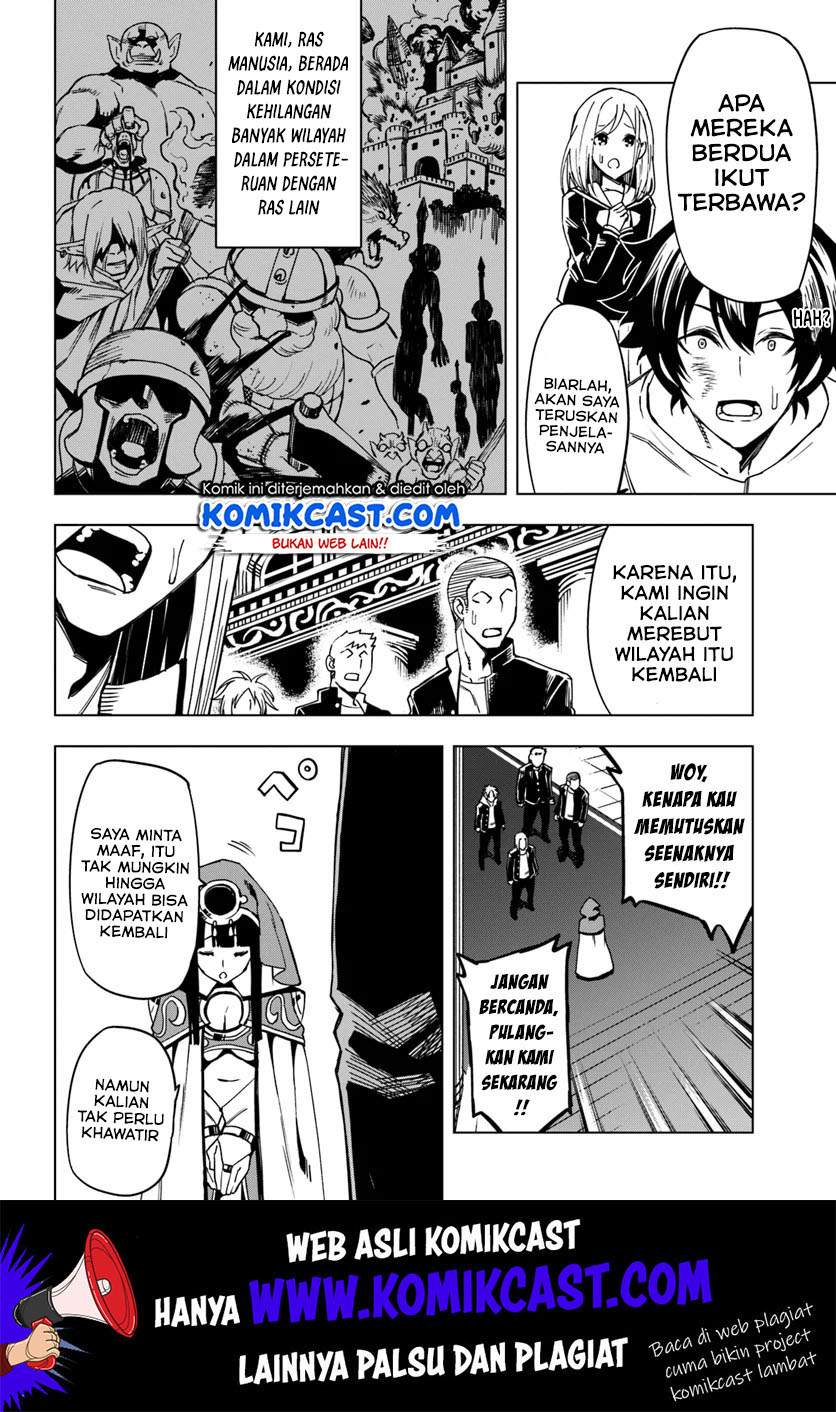 APA
MEREKA
BERDUA
IKUT
TERBAWA?
HAH?
BIARLAH,
AKAN SAYA
TERUSKAN
PENJELA-
SANNYA
KAMI, RAS
MANUSIA, BERADA
DALAM KONDISI
KEHILANGAN
BANYAK WILAYAH
DALAM PERSETE-
RUAN DENGAN
RAS LAIN
Komik ini diterjemahkan & diedit oleh
KOMIKCAST.COM
BUKAN WEB LAIN!!
KARENA ITU,
KAMI INGIN
KALIAN
MEREBUT
WILAYAH ITU
KEMBALI
WOY,
KENAPA KAU
MEMUTUSKAN
SEENAKNYA
SENDIRI!!
JANGAN
BERCANDA,
PULANG-
KAN KAMI
SEKARANG
!!
ペコ
SAYA MINTA
MAAF, ITU
TAK MUNGKIN
HINGGA
WILAYAH BISA
DIDAPATKAN
KEMBALI
NAMUN
KALIAN
TAK PERLU
KHAWATIR
WEB ASLI KOMIKCAST
HANYA WWW.KOMIKCAST.COM
LAINNYA PALSU DAN PLAGIAT
Baca di web plagiat
cuma bikin project
komikcast lambat